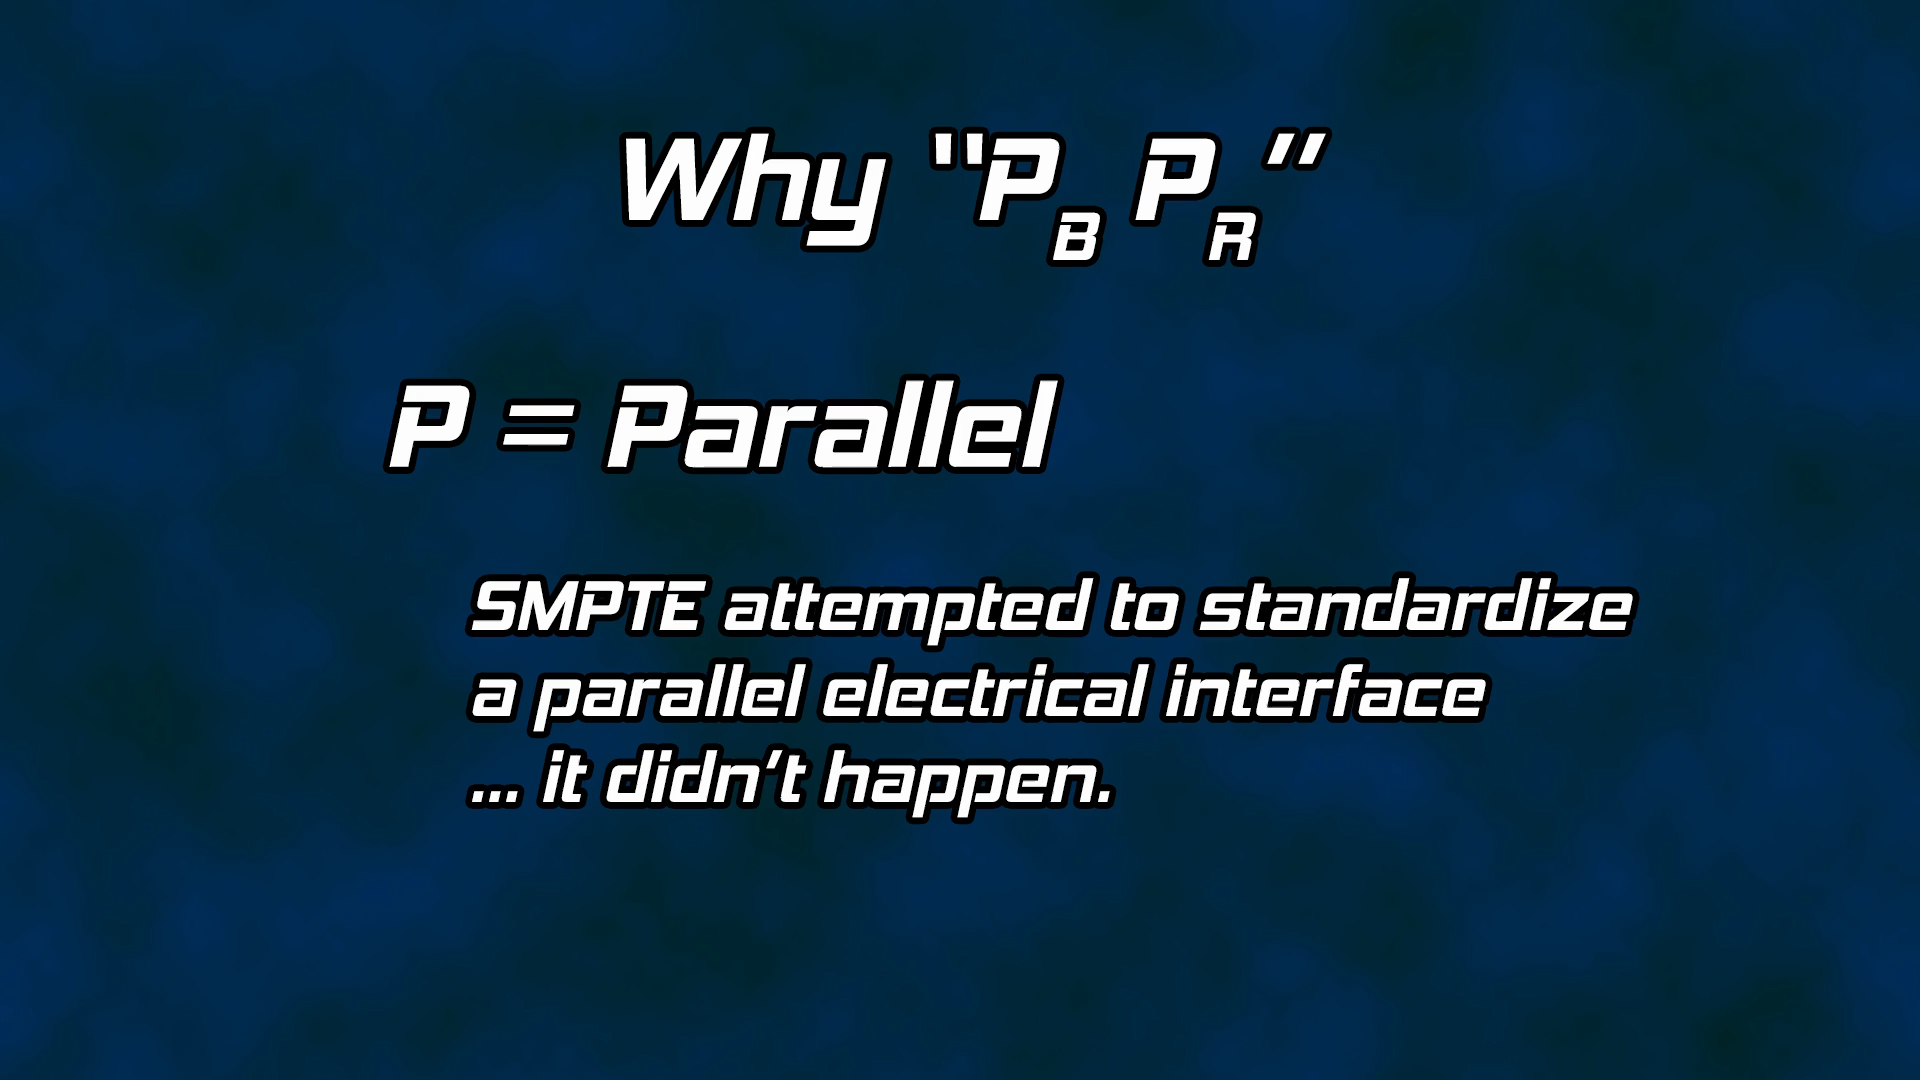 Why “PB PR”
P = Parallel
SMPTE attempted to standardize
a parallel electrical interface
... it didn’t happen.